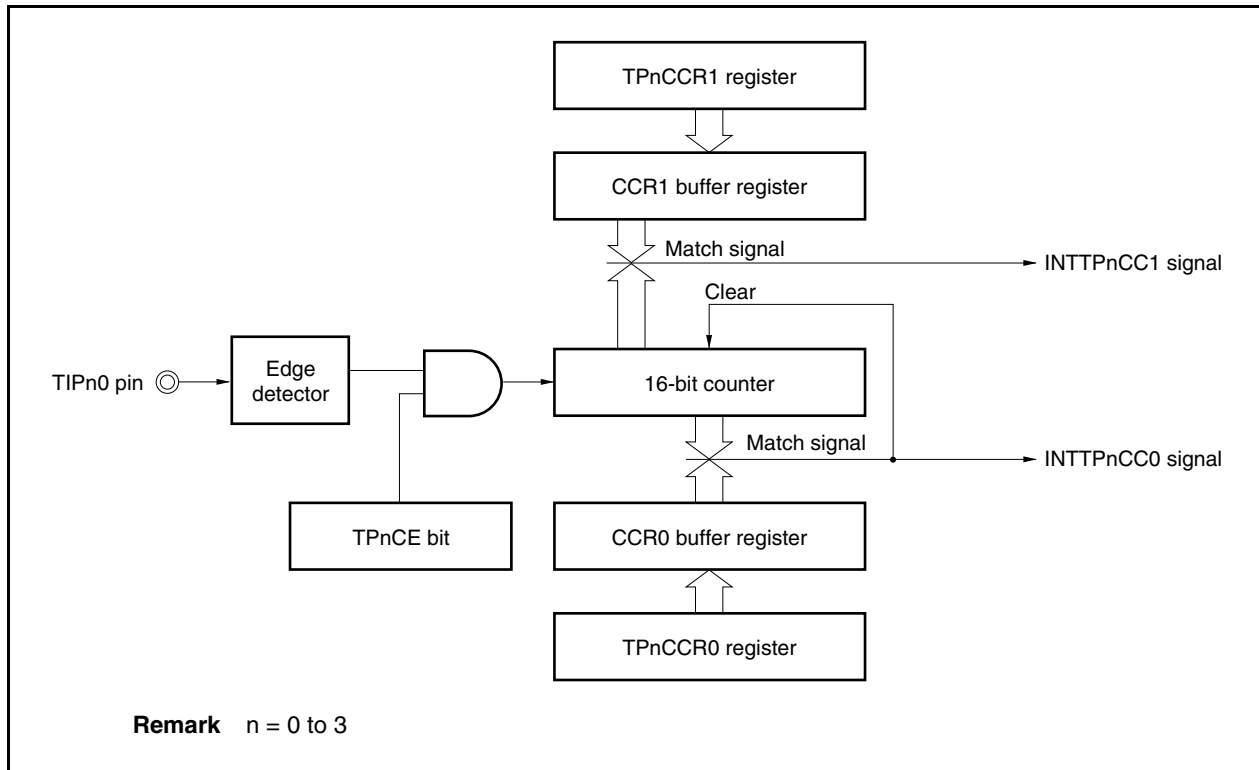 TPnCCR1 register
CCR1 buffer register
Match signal
INTTPnCC1 signal
Clear
TIPn0 pin
Edge
detector
16-bit counter
Match signal
INTTPnCC0 signal
TPnCE bit
CCR0 buffer register
TPnCCR0 register
Remark n = 0 to 3